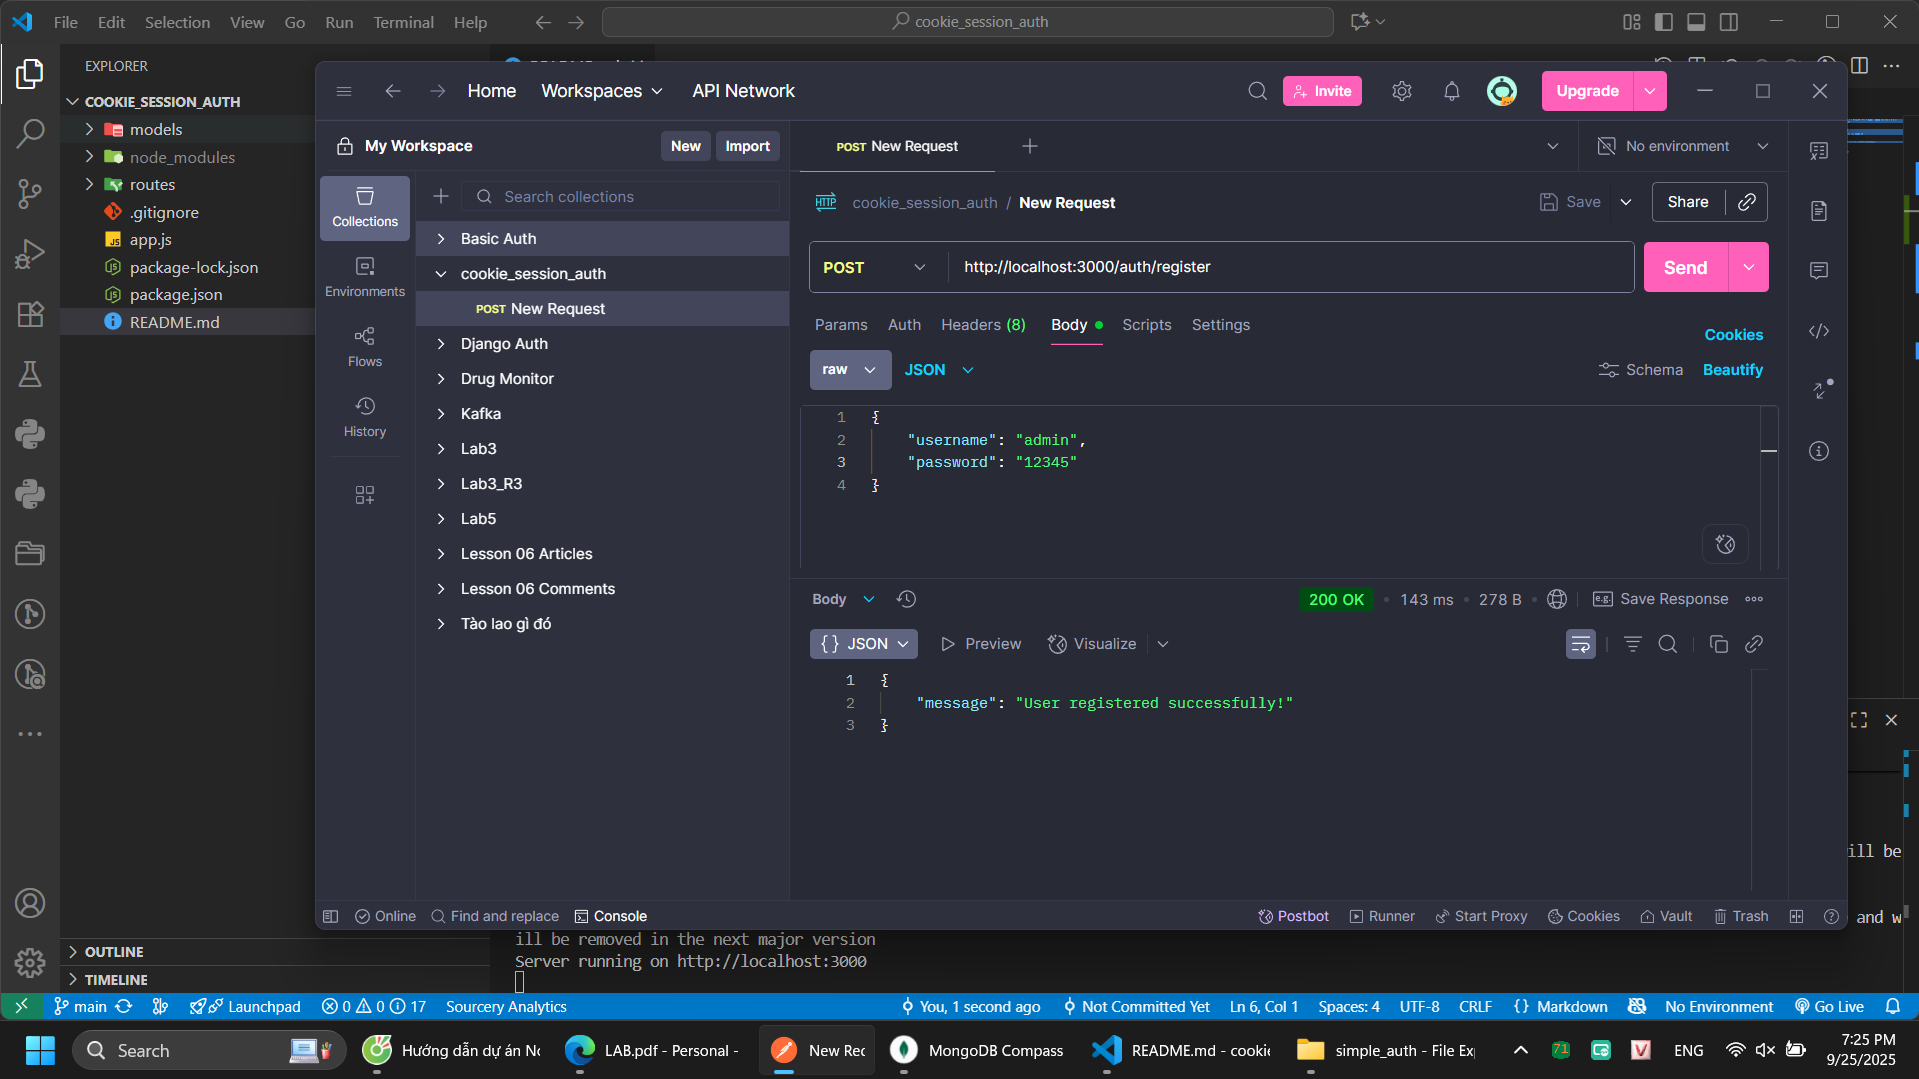 File Edit Selection View Go Run Terminal Help
cookie_session_auth
EXPLORER
COOKIE_SESSION_AUTH
models
node_modules
routes
.gitignore
app.js
package-lock.json
package.json
README.md
OUTLINE
TIMELINE
Home Workspaces API Network
Invite
Upgrade
My Workspace New Import
POST New Request
No environment
Collections
Environments
Flows
History
Search collections
Basic Auth
cookie_session_auth
POST New Request
Django Auth
Drug Monitor
Kafka
Lab3
Lab3_R3
Lab5
Lesson 06 Articles
Lesson 06 Comments
Tào lao gì đó
HTTP cookie_session_auth / New Request
Save Share
POST http://localhost:3000/auth/register Send
Params Auth Headers (8) Body Scripts Settings
Cookies
raw JSON Schema Beautify
1 {
2 "username": "admin",
3 "password": "12345"
4 }
Body 200 OK • 143 ms • 278 B • e.g. Save Response
{} JSON Preview Visualize
1 {
2 "message": "User registered successfully!"
3 }
Online Find and replace Console Postbot Runner Start Proxy Cookies Vault Trash
ill be
and w
ill be removed in the next major version
Server running on http://localhost:3000
main Launchpad 0 0 17 Sourcery Analytics You, 1 second ago Not Committed Yet Ln 6, Col 1 Spaces: 4 UTF-8 CRLF {} Markdown No Environment Go Live
Search Hướng dẫn dự án No LAB.pdf - Personal - New Rec MongoDB Compass README.md - cookie simple_auth - File Exp 71 ENG
7:25 PM
9/25/2025